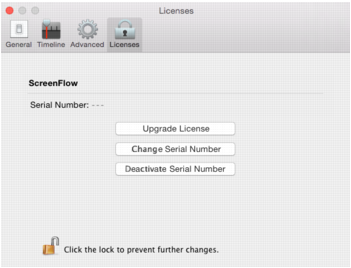 Licenses
General Timeline Advanced Licenses
ScreenFlow
Serial Number: ---
Upgrade License
Change Serial Number
Deactivate Serial Number
Click the lock to prevent further changes.